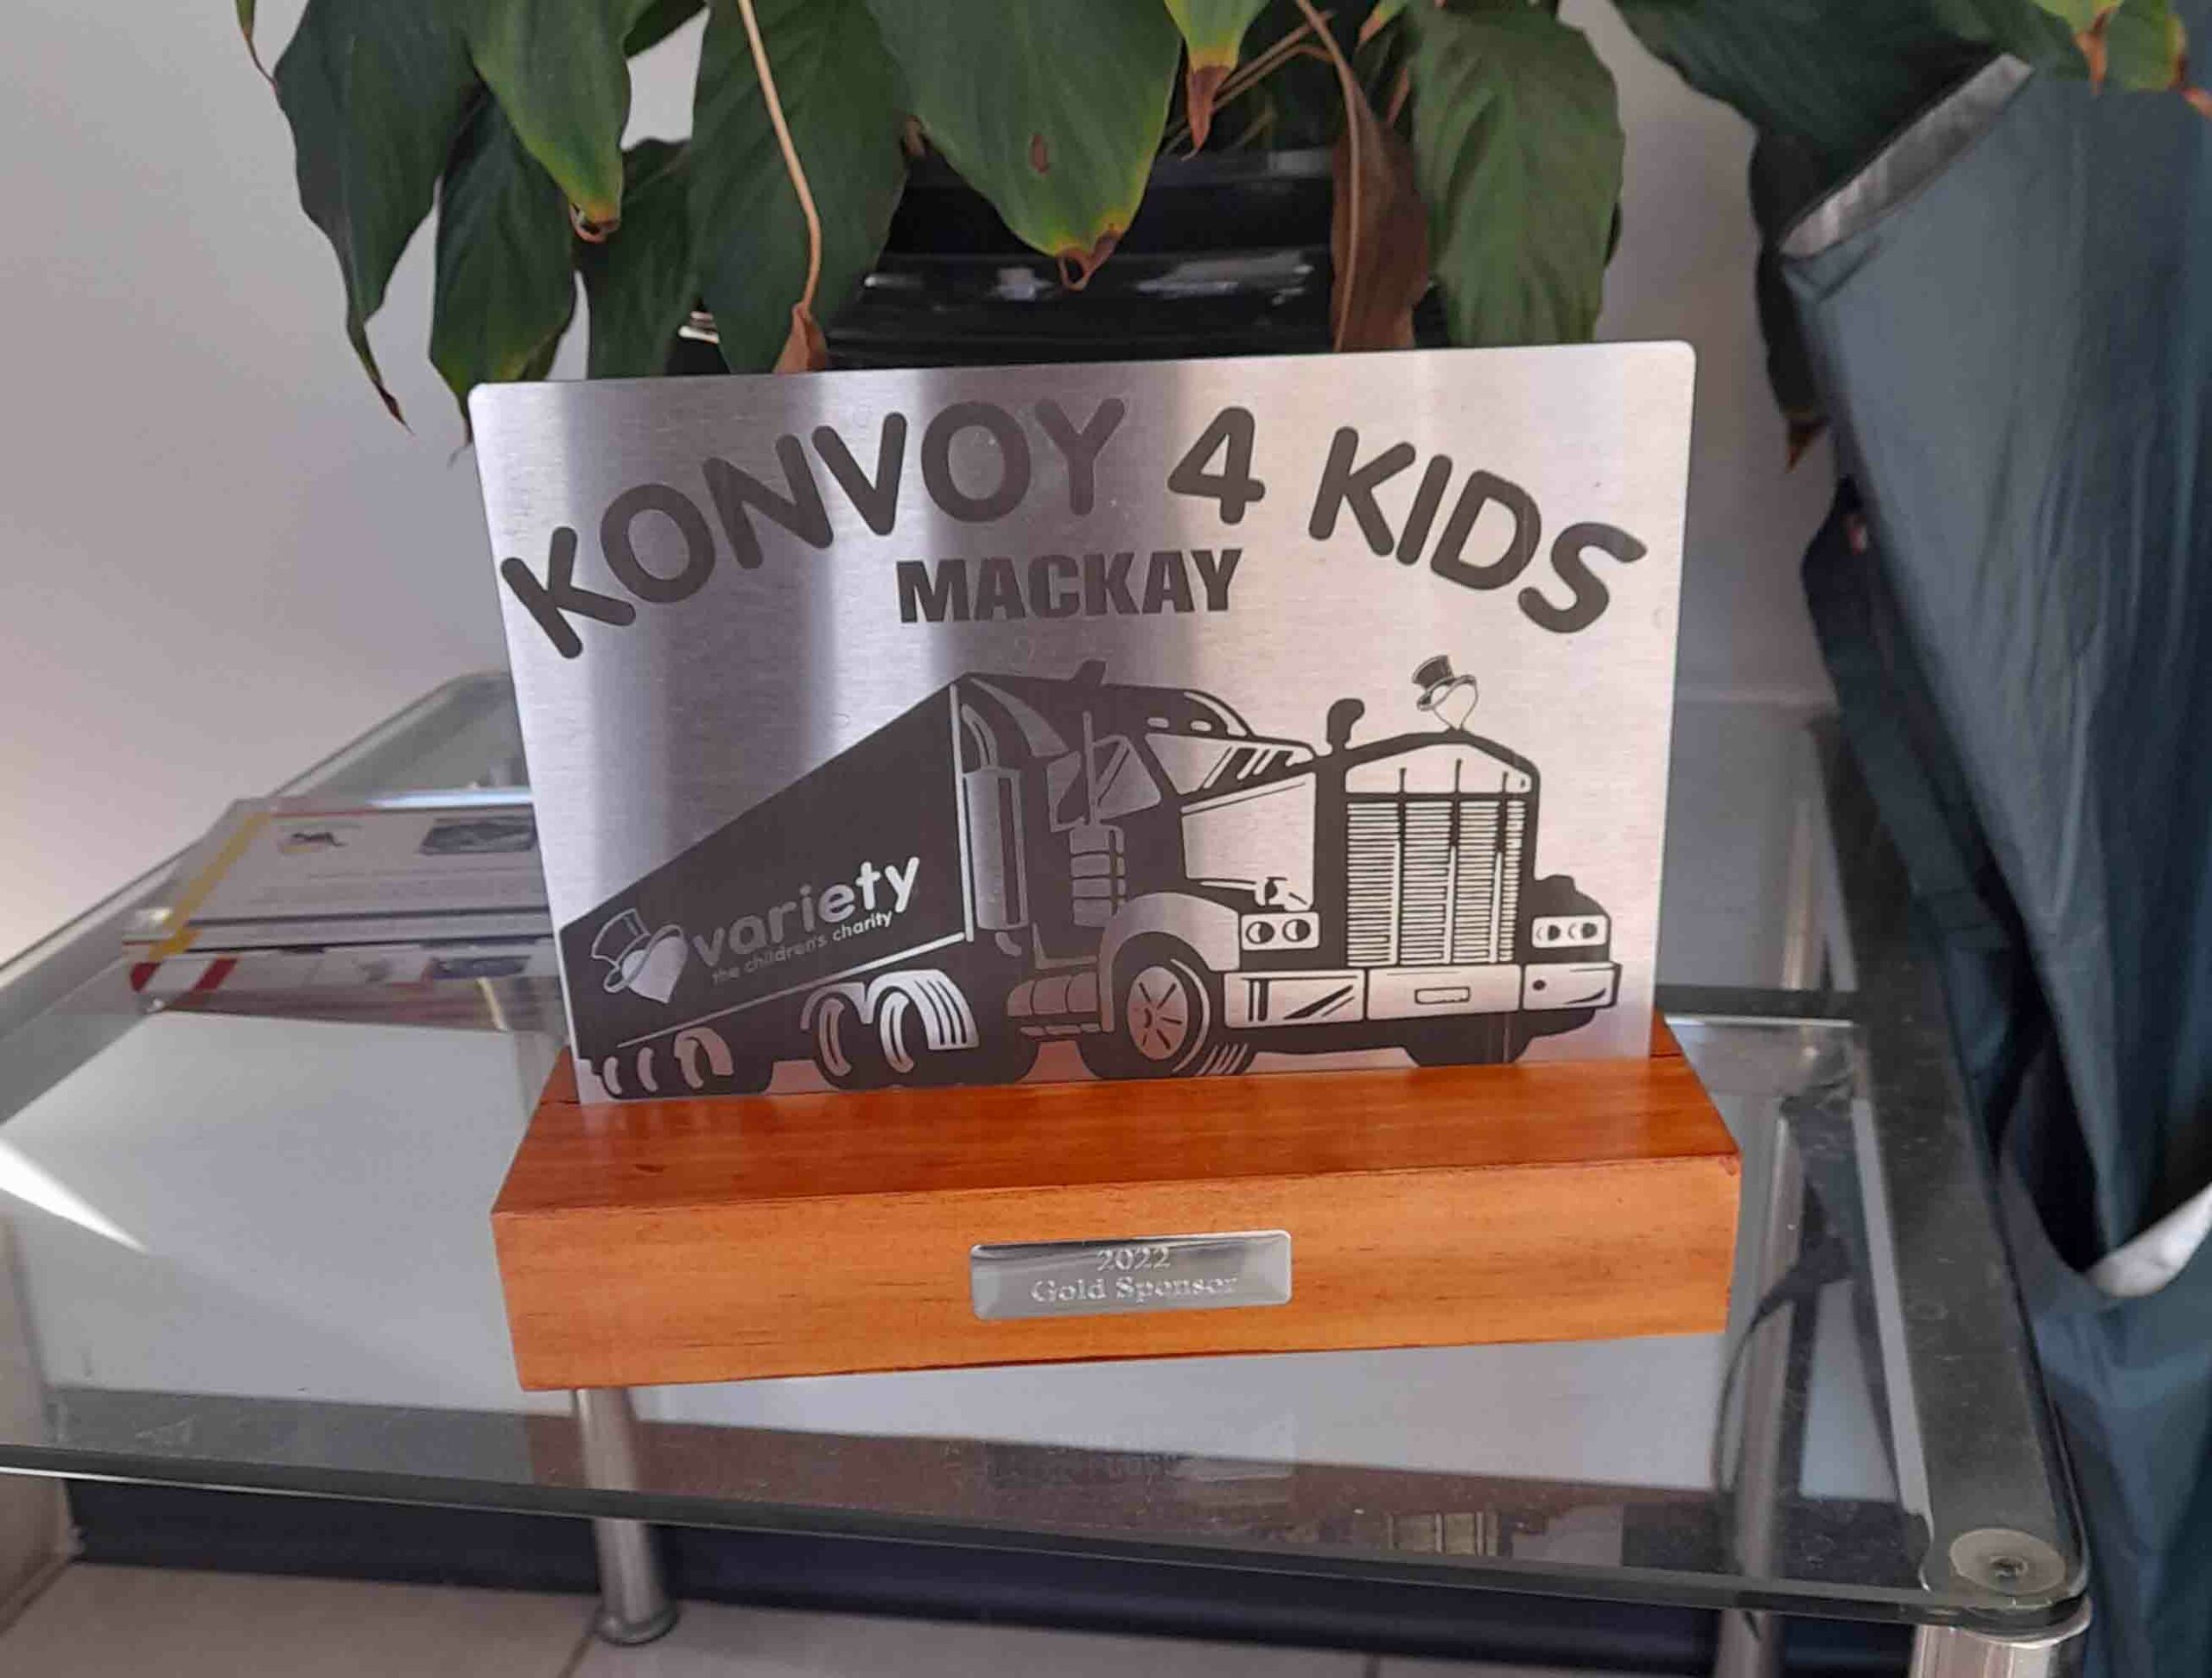 KONVOY 4 KIDS
MACKAY
variety
the children's charity
2022
Gold Sponsor